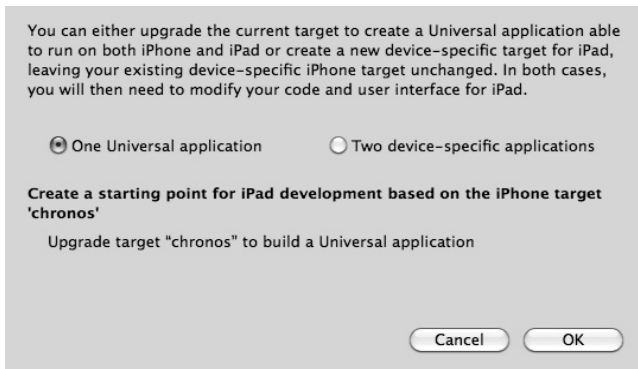 You can either upgrade the current target to create a Universal application able
to run on both iPhone and iPad or create a new device-specific target for iPad,
leaving your existing device-specific iPhone target unchanged. In both cases,
you will then need to modify your code and user interface for iPad.
One Universal application Two device-specific applications
Create a starting point for iPad development based on the iPhone target
'chronos'
Upgrade target “chronos” to build a Universal application
Cancel OK